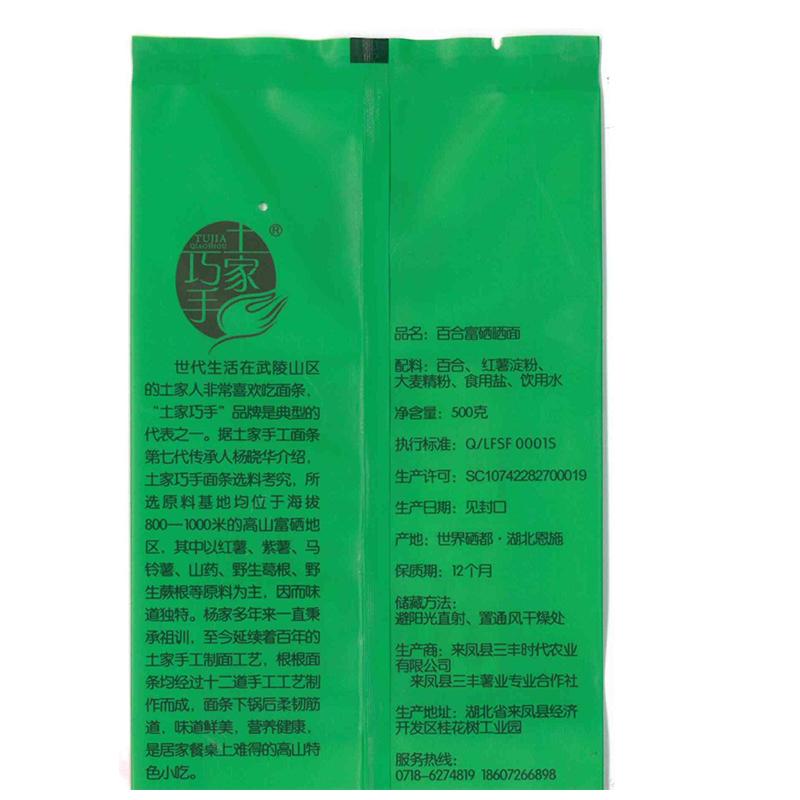 TUJIA
QIAOSHOU
土家
巧手
®
世代生活在武陵山区
的土家人非常喜欢吃面条，
“土家巧手”品牌是典型的
代表之一。据土家手工面条
第七代传承人杨晓华介绍，
土家巧手面条选料考究，所
选原料基地均位于海拔
800—1000米的高山富硒地
区，其中以红薯、紫薯、马
铃薯、山药、野生葛根、野
生蕨根等原料为主，因而味
道独特。杨家多年来一直秉
承祖训，至今延续着百年的
土家手工制面工艺，根根面
条均经过十二道手工工艺制
作而成，面条下锅后柔韧筋
道，味道鲜美，营养健康，
是居家餐桌上难得的高山特
色小吃。
品名：百合富硒晒面
配料：百合、红薯淀粉、
大麦精粉、食用盐、饮用水
净含量：500克
执行标准：Q/LFSF 0001S
生产许可：SC10742282700019
生产日期：见封口
产地：世界硒都·湖北恩施
保质期：12个月
储藏方法：
避阳光直射、置通风干燥处
生产商：来凤县三丰时代农业
有限公司
来凤县三丰薯业专业合作社
生产地址：湖北省来凤县经济
开发区桂花树工业园
服务热线：
0718-6274819 18607266898